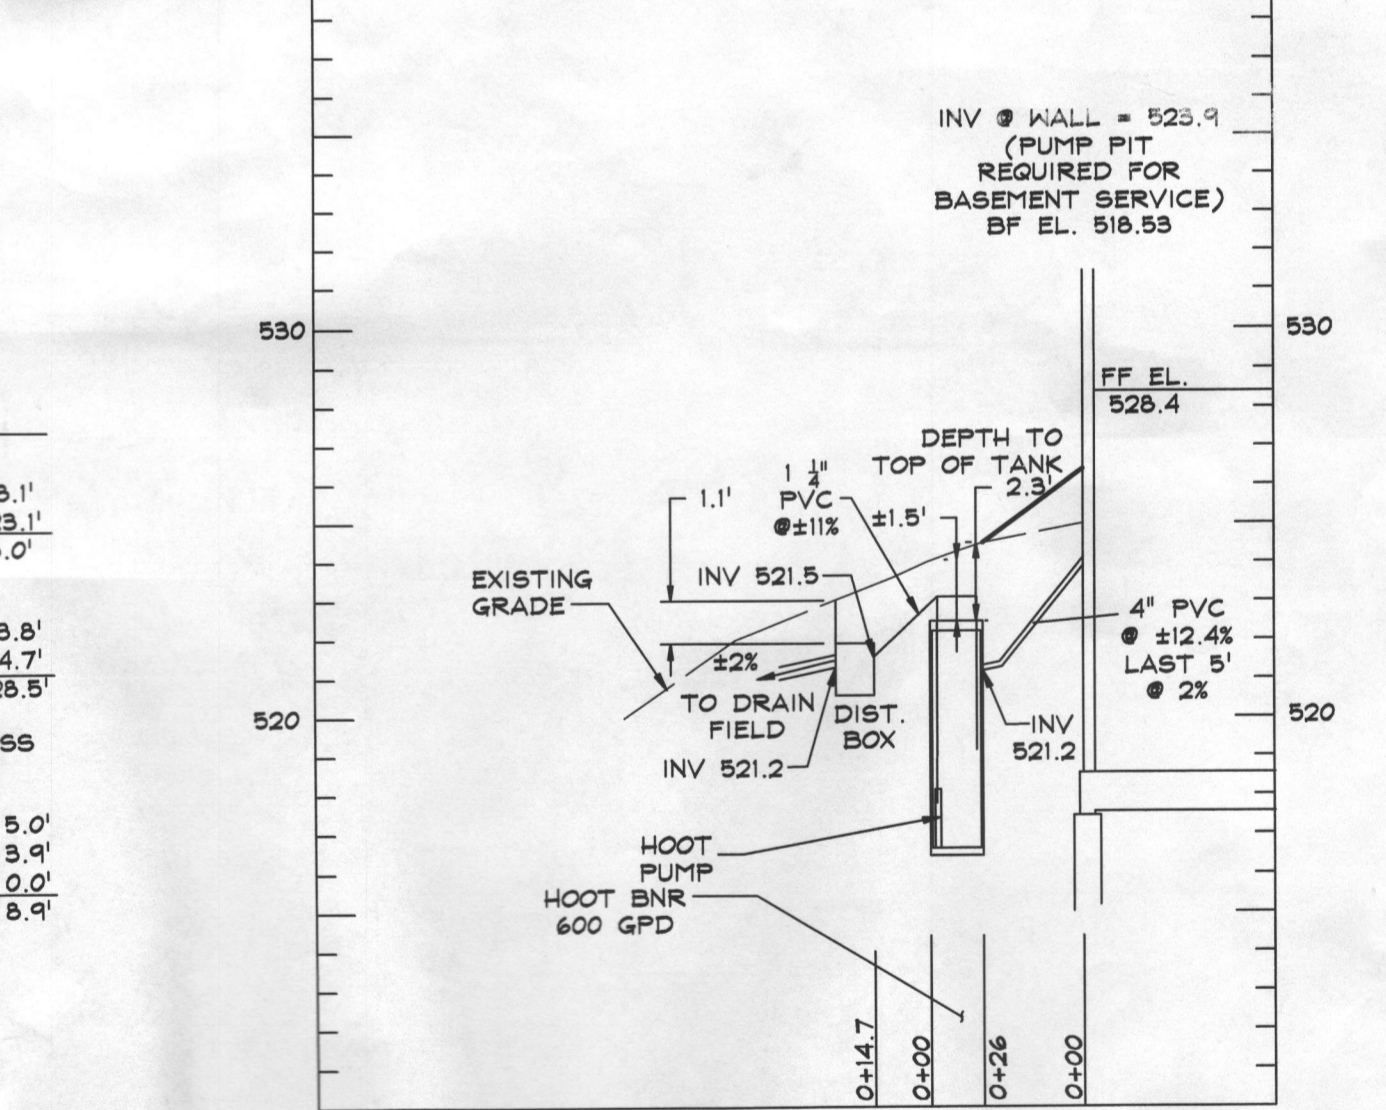 INV @ WALL = 523.9
(PUMP PIT
REQUIRED FOR
BASEMENT SERVICE)
BF EL. 518.53
530
530
FF EL.
528.4
DEPTH TO
TOP OF TANK
2.3'
1 1/4"
PVC
@±11%
1.1'
±1.5'
3.1'
23.1'
.0'
INV 521.5
EXISTING
GRADE
4" PVC
@ ±12.4%
LAST 5'
@ 2%
3.8'
4.7'
28.5'
±2%
TO DRAIN
FIELD
DIST.
BOX
INV
521.2
520
520
SS
INV 521.2
5.0'
3.9'
0.0'
8.9'
HOOT
PUMP
HOOT BNR
600 GPD
0+14.7
0+00
0+26
0+00